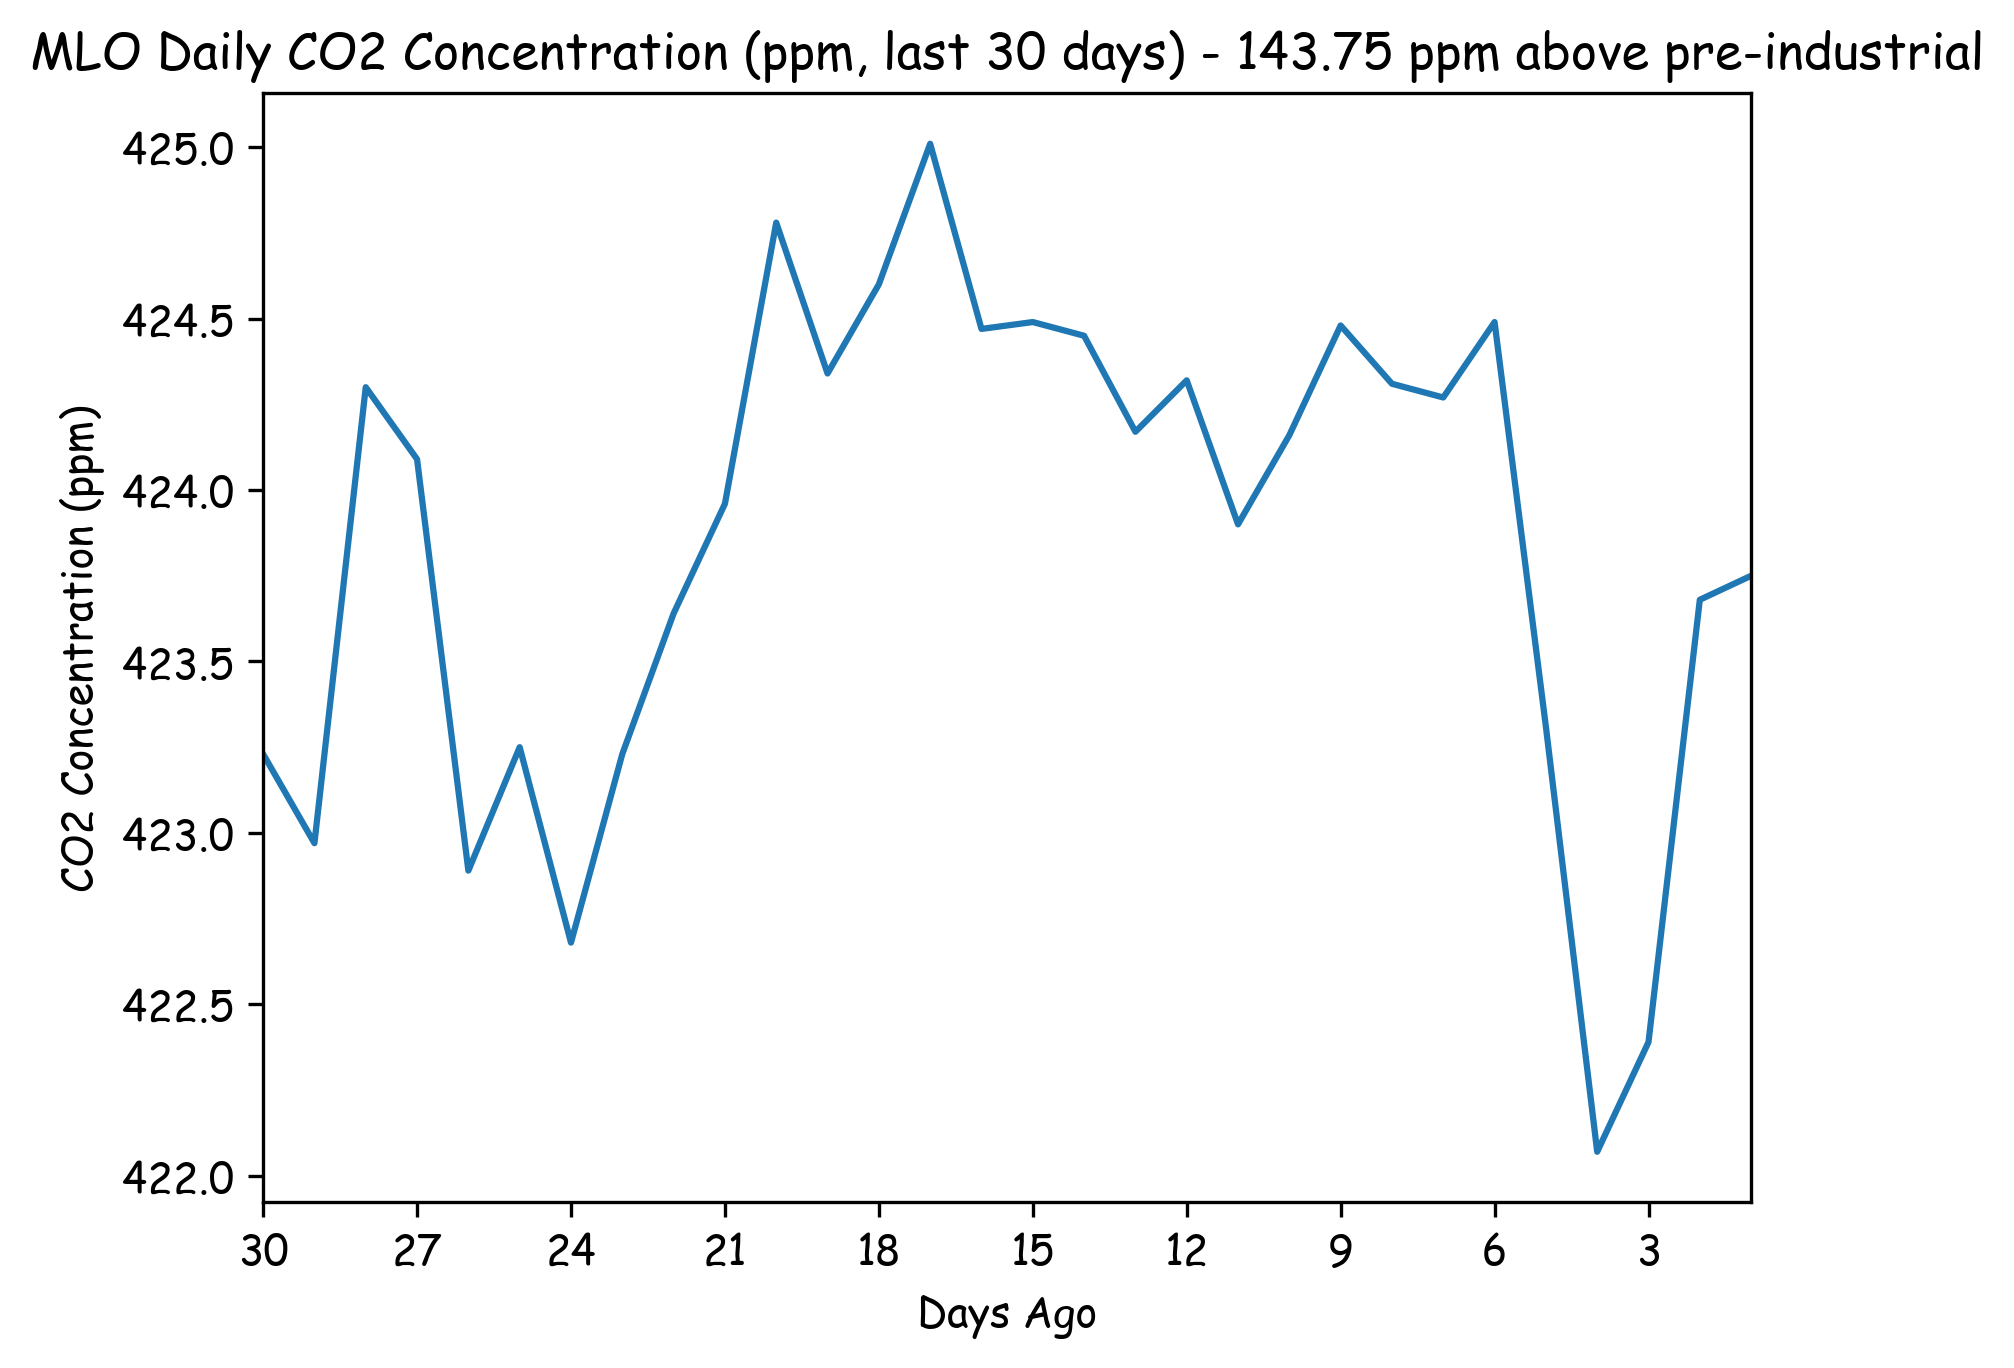 MLO Daily CO2 Concentration (ppm, last 30 days) - 143.75 ppm above pre-industrial
CO2 Concentration (ppm)
425.0
424.5
424.0
423.5
423.0
422.5
422.0
30 27 24 21 18 15 12 9 6 3
Days Ago